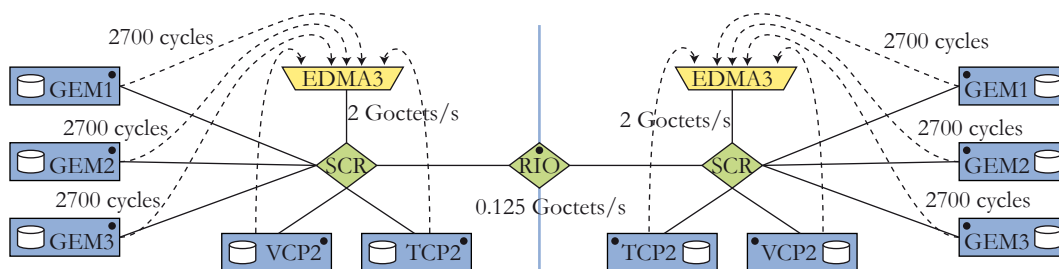 2700 cycles
2700 cycles
EDMA3
EDMA3
GEM1
GEM1
2700 cycles
2 Goctets/s
2 Goctets/s
2700 cycles
GEM2
SCR
RIO
SCR
GEM2
2700 cycles
0.125 Goctets/s
2700 cycles
GEM3
VCP2
TCP2
TCP2
VCP2
GEM3